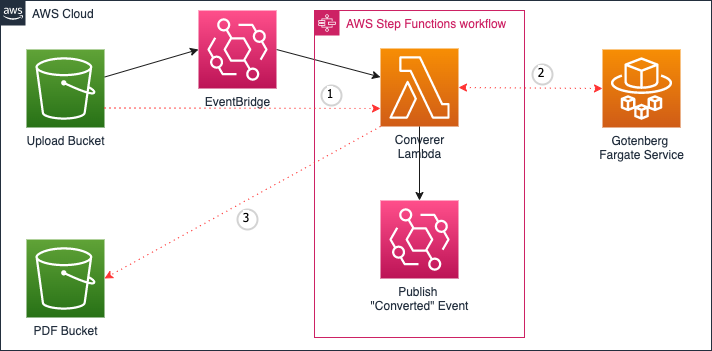 aws
AWS Cloud
AWS Step Functions workflow
EventBridge
Upload Bucket
1
2
Converer
Lambda
Gotenberg
Fargate Service
3
Publish
"Converted" Event
PDF Bucket